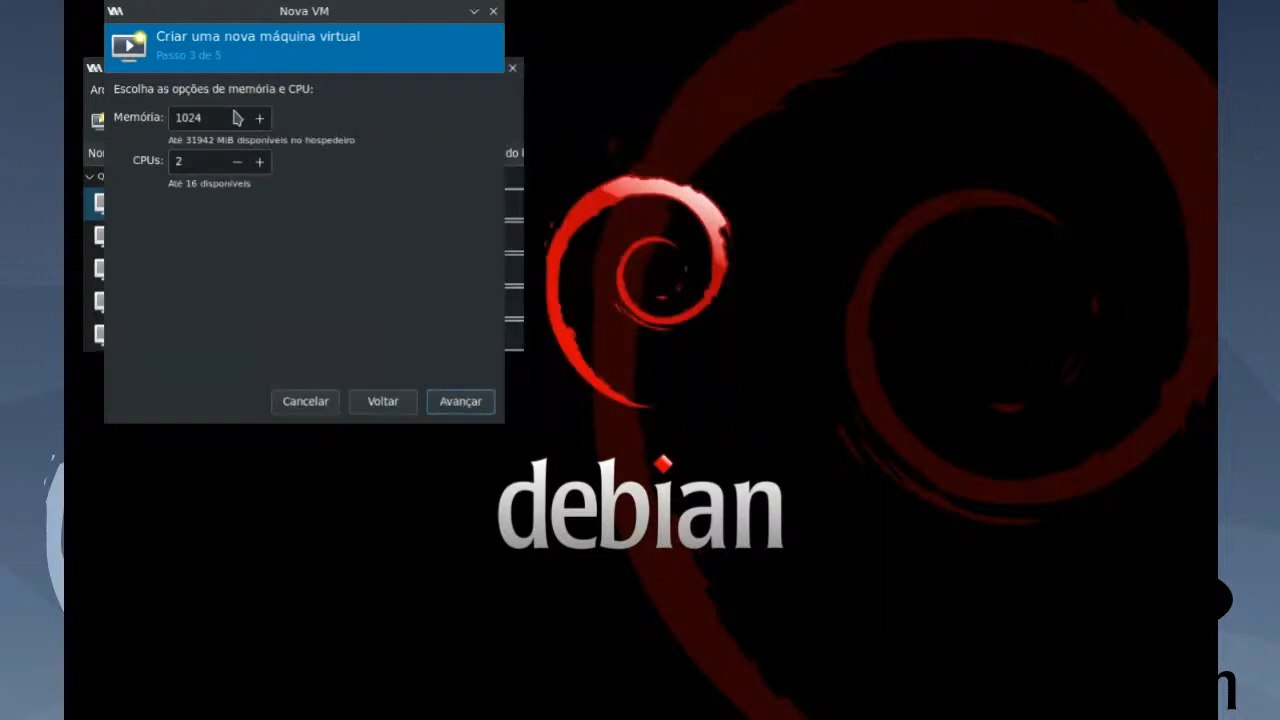 Nova VM
Criar uma nova máquina virtual
Passo 3 de 5
Escolha as opções de memória e CPU:
Memória: 1024 +
Até 31942 MiB disponíveis no hospedeiro
CPUs: 2 − +
Até 16 disponíveis
Cancelar Voltar Avançar
debian